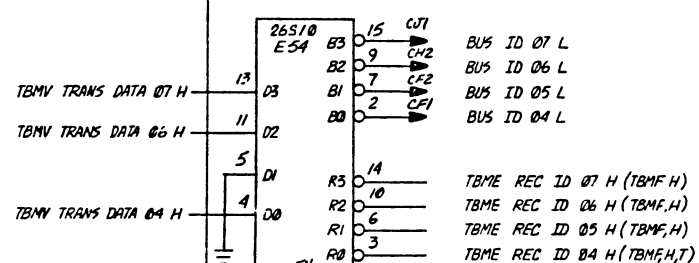 26S10
E54
15 CJ1
B3 BUS ID 07 L
9 CH2
B2 BUS ID 06 L
7 CF2
B1 BUS ID 05 L
2 CF1
B0 BUS ID 04 L
TBMV TRANS DATA 07 H 13 D3
TBMV TRANS DATA 06 H 11 D2
5 D1
TBMV TRANS DATA 04 H 4 D0
R3 14 TBME REC ID 07 H (TBMF,H)
R2 10 TBME REC ID 06 H (TBMF,H)
R1 6 TBME REC ID 05 H (TBMF,H)
R0 3 TBME REC ID 04 H (TBMF,H,T)